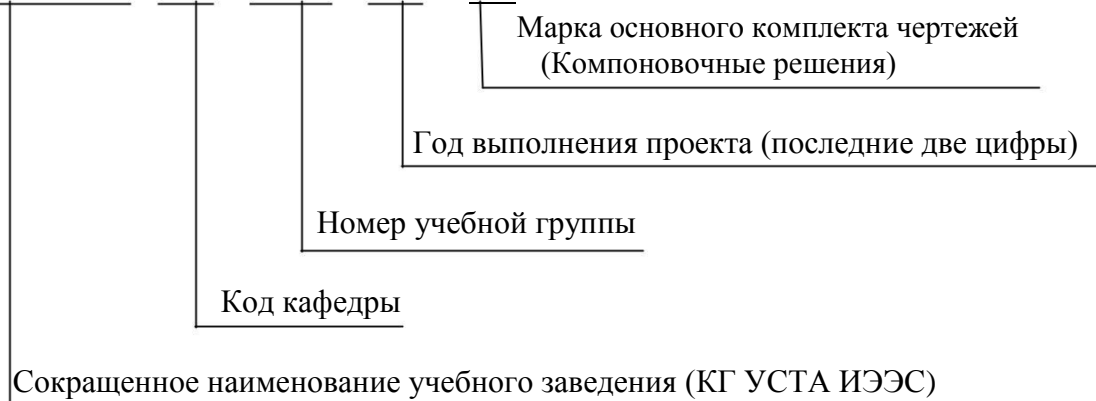 Марка основного комплекта чертежей
(Компоновочные решения)
Год выполнения проекта (последние две цифры)
Номер учебной группы
Код кафедры
Сокращенное наименование учебного заведения (КГ УСТА ИЭЭС)